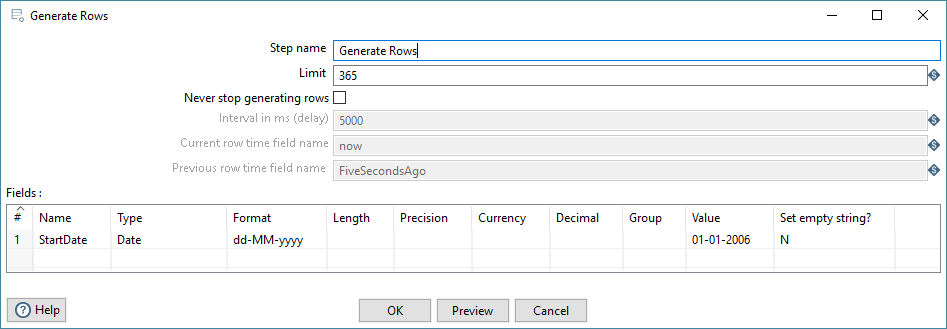 Generate Rows
Step name Generate Rows
Limit 365
Never stop generating rows
Interval in ms (delay) 5000
Current row time field name now
Previous row time field name FiveSecondsAgo
Fields :
# Name Type Format Length Precision Currency Decimal Group Value Set empty string?
1 StartDate Date dd-MM-yyyy 01-01-2006 N
Help OK Preview Cancel